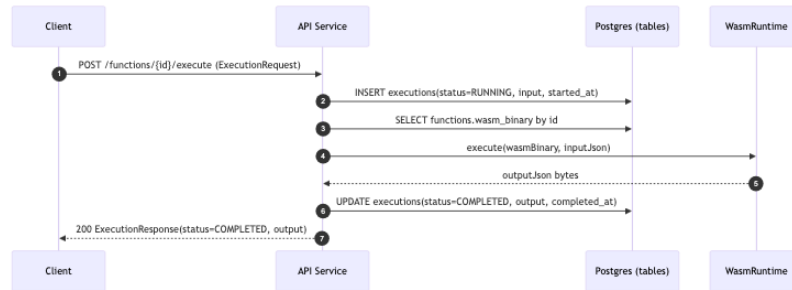 Client API Service Postgres (tables) WasmRuntime
POST /functions/{id}/execute (ExecutionRequest)
1
INSERT executions(status=RUNNING, input, started_at)
2
SELECT functions.wasm_binary by id
3
execute(wasmBinary, inputJson)
4
outputJson bytes
5
UPDATE executions(status=COMPLETED, output, completed_at)
6
200 ExecutionResponse(status=COMPLETED, output)
7
Client API Service Postgres (tables) WasmRuntime